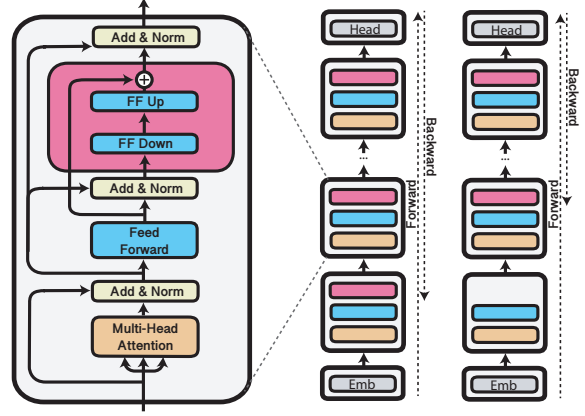 Add & Norm
FF Up
FF Down
Add & Norm
Feed
Forward
Add & Norm
Multi-Head
Attention
Head
...
Forward
Backward
Emb
Head
...
Forward
Backward
Emb